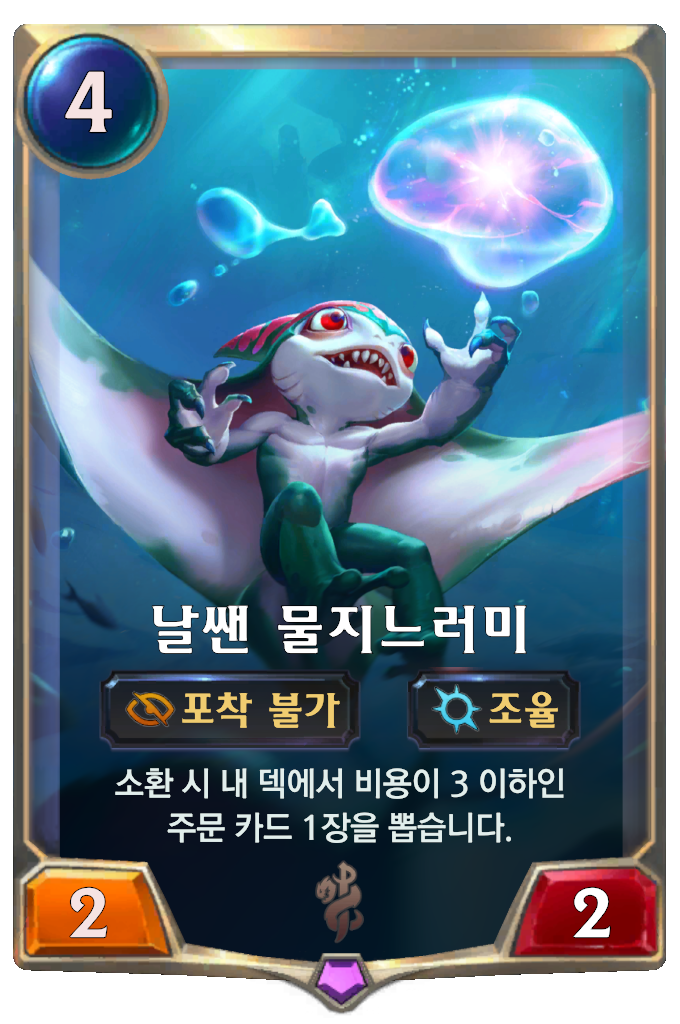 4
날쌘 물지느러미
포착 불가 조율
소환 시 내 덱에서 비용이 3 이하인
주문 카드 1장을 뽑습니다.
2 2